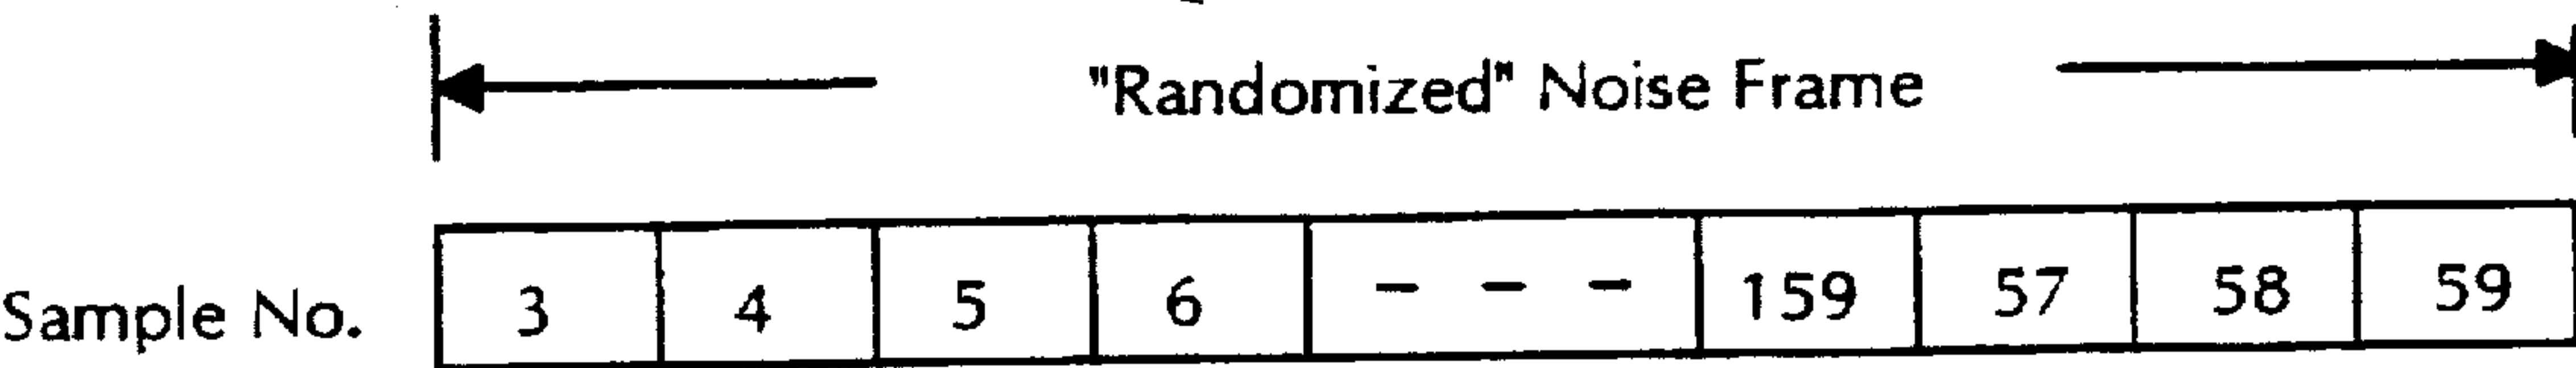 "Randomized" Noise Frame
Sample No. 3 4 5 6 - - - 159 57 58 59